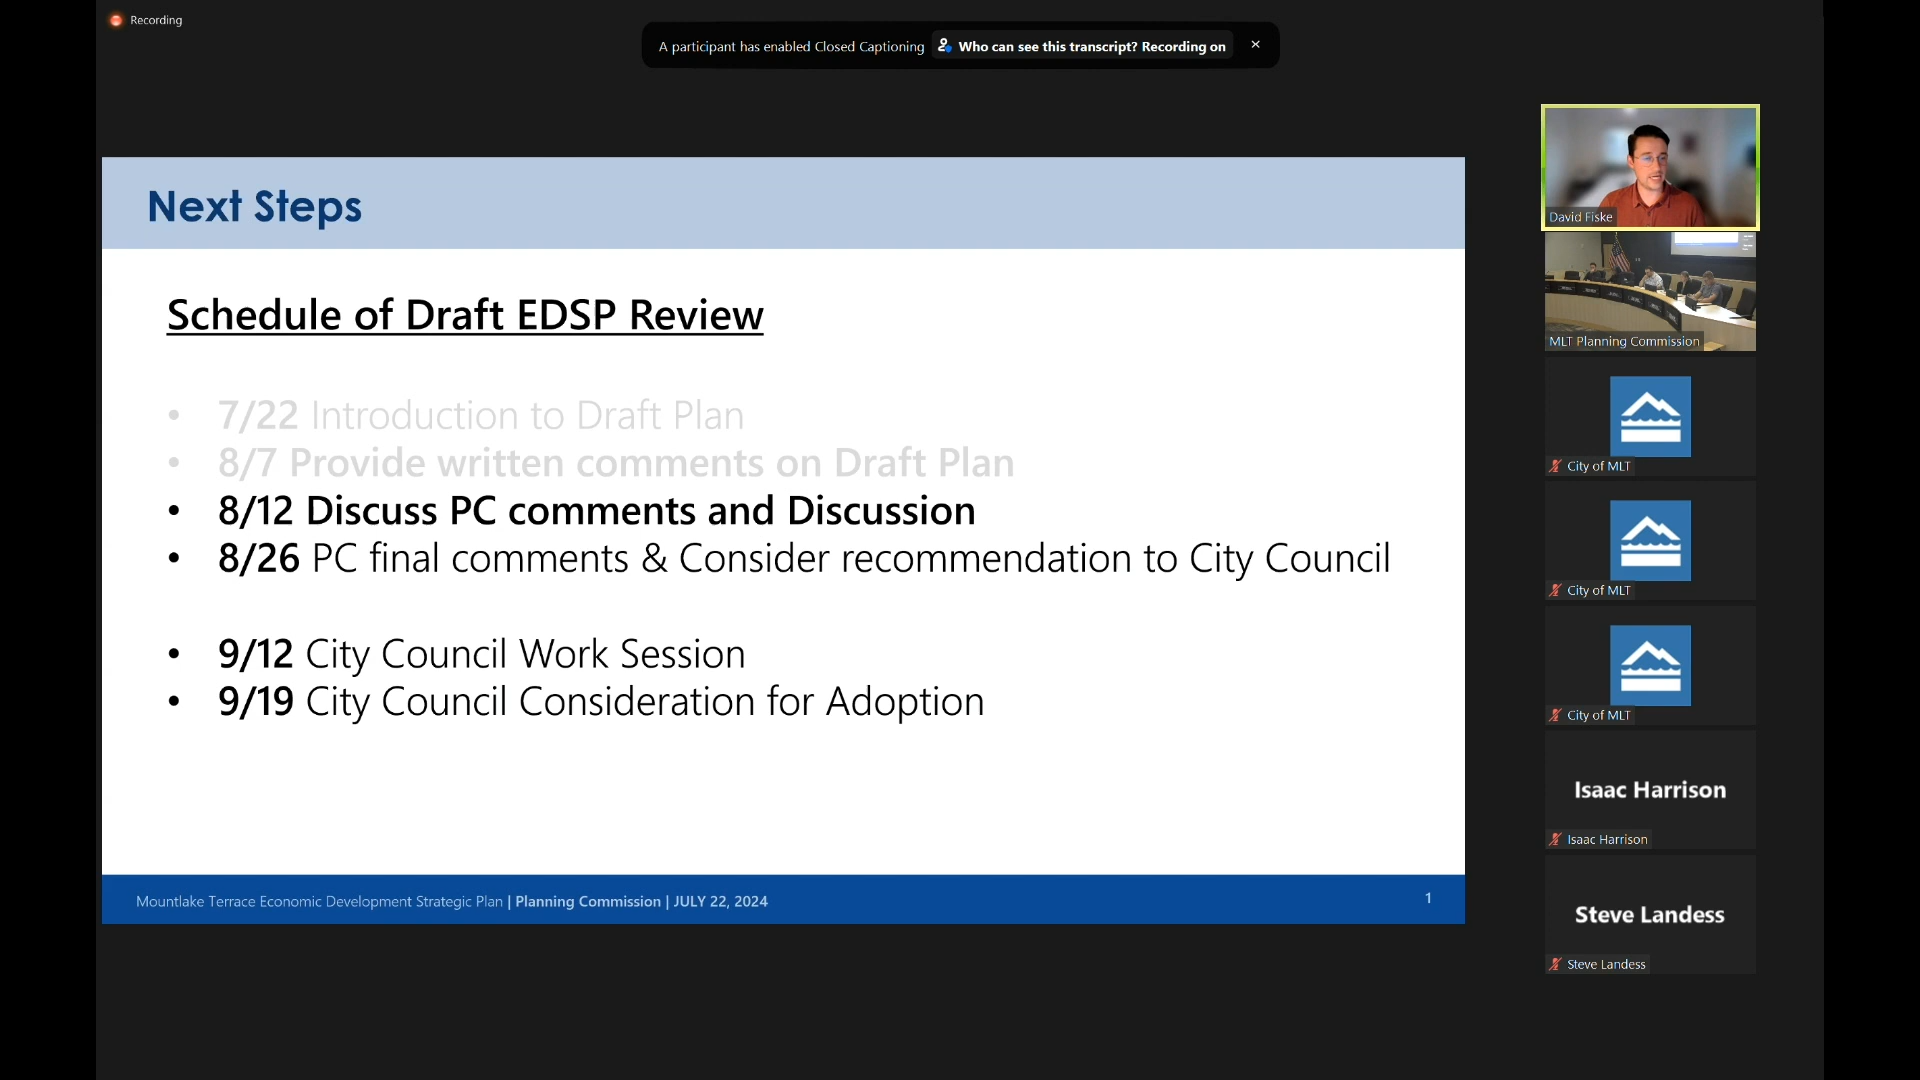 Recording
A participant has enabled Closed Captioning Who can see this transcript? Recording on
Next Steps
Schedule of Draft EDSP Review
• 7/22 Introduction to Draft Plan
• 8/7 Provide written comments on Draft Plan
• 8/12 Discuss PC comments and Discussion
• 8/26 PC final comments & Consider recommendation to City Council
• 9/12 City Council Work Session
• 9/19 City Council Consideration for Adoption
Mountlake Terrace Economic Development Strategic Plan | Planning Commission | JULY 22, 2024
1
David Fiske
MLT Planning Commission
City of MLT
City of MLT
City of MLT
Isaac Harrison
Isaac Harrison
Steve Landess
Steve Landess